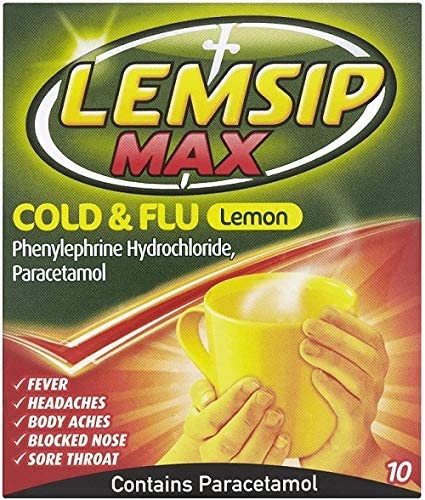 LEMSIP
MAX
COLD & FLU Lemon
Phenylephrine Hydrochloride,
Paracetamol
✓ FEVER
✓ HEADACHES
✓ BODY ACHES
✓ BLOCKED NOSE
✓ SORE THROAT
10
Contains Paracetamol